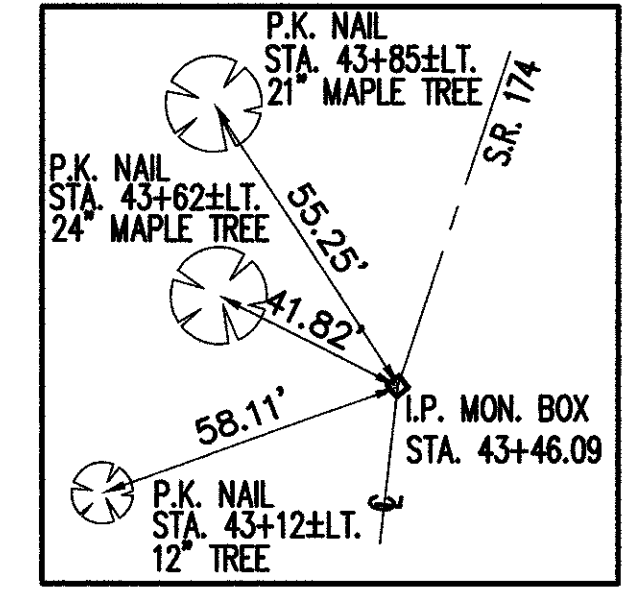 P.K. NAIL
STA. 43+85±LT.
21" MAPLE TREE
S.R. 174
P.K. NAIL
STA. 43+62±LT.
24" MAPLE TREE
55.25'
41.82'
58.11'
I.P. MON. BOX
STA. 43+46.09
℄
P.K. NAIL
STA. 43+12±LT.
12" TREE